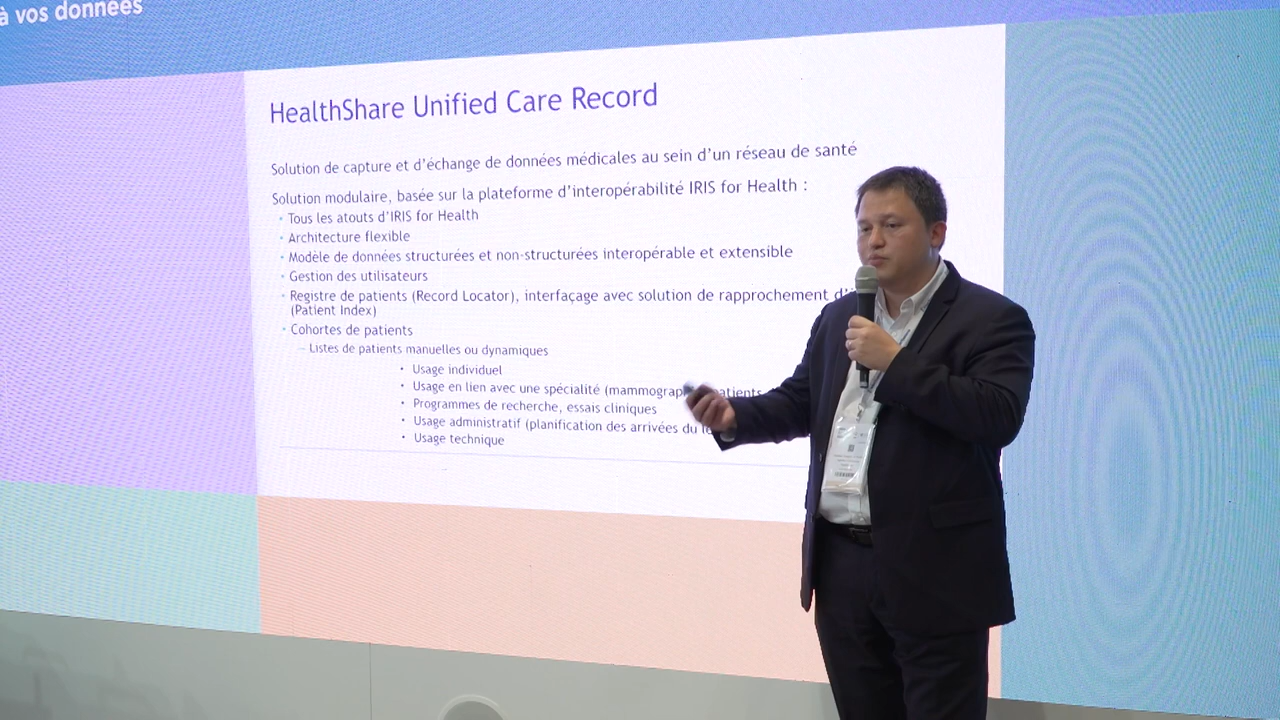 à vos données
HealthShare Unified Care Record
Solution de capture et d'échange de données médicales au sein d'un réseau de santé
Solution modulaire, basée sur la plateforme d'interopérabilité IRIS for Health :
• Tous les atouts d'IRIS for Health
• Architecture flexible
• Modèle de données structurées et non-structurées interopérable et extensible
• Gestion des utilisateurs
• Registre de patients (Record Locator), interfaçage avec solution de rapprochement
(Patient Index)
• Cohortes de patients
– Listes de patients manuelles ou dynamiques
• Usage individuel
• Usage en lien avec une spécialité (mammograph patients
• Programmes de recherche, essais cliniques
• Usage administratif (planification des arrivées du
• Usage technique